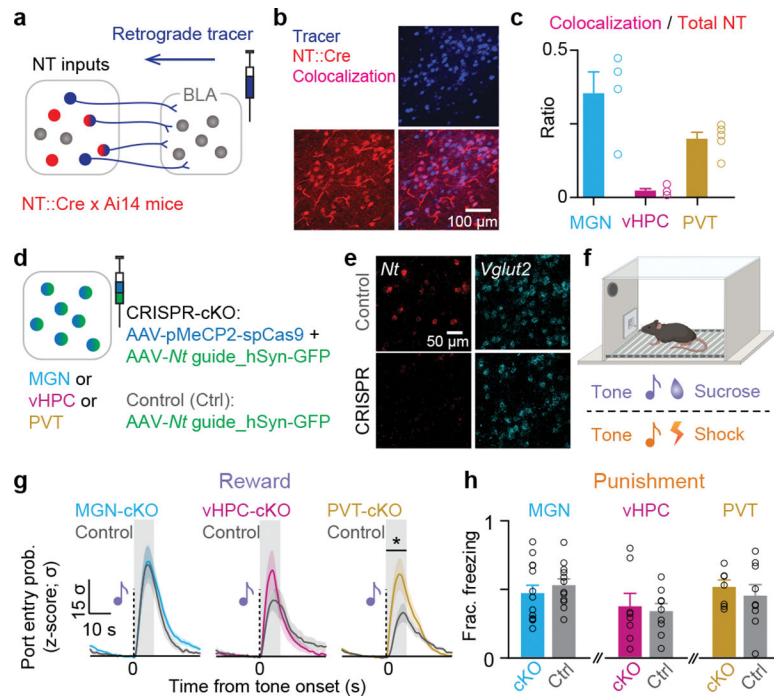 a
Retrograde tracer
NT inputs
BLA
NT::Cre x Ai14 mice
b
Tracer
NT::Cre
Colocalization
100 µm
c
Colocalization / Total NT
0.5
Ratio
0
MGN
vHPC
PVT
d
CRISPR-cKO:
AAV-pMeCP2-spCas9 +
AAV-Nt guide_hSyn-GFP
MGN or
vHPC or
PVT
Control (Ctrl):
AAV-Nt guide_hSyn-GFP
e
Nt
Vglut2
Control
50 µm
CRISPR
f
Tone
Sucrose
Tone
Shock
g
Reward
MGN-cKO
Control
vHPC-cKO
Control
PVT-cKO
Control
*
Port entry prob.
(z-score; σ)
15 σ
10 s
0
0
0
Time from tone onset (s)
h
Punishment
MGN
vHPC
PVT
1
Frac. freezing
0
cKO
Ctrl
//
cKO
Ctrl
//
cKO
Ctrl